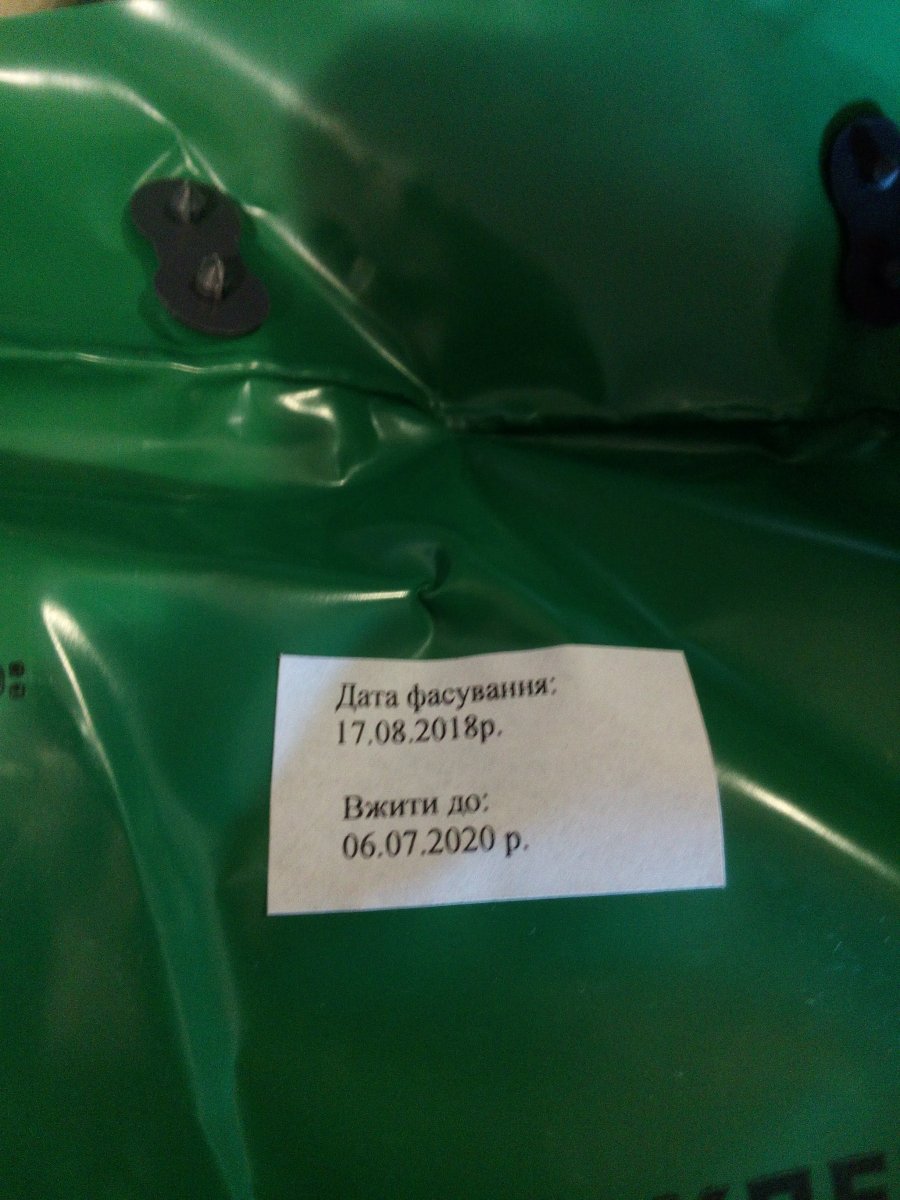 Дата фасування:
17.08.2018р.
Вжити до:
06.07.2020 р.